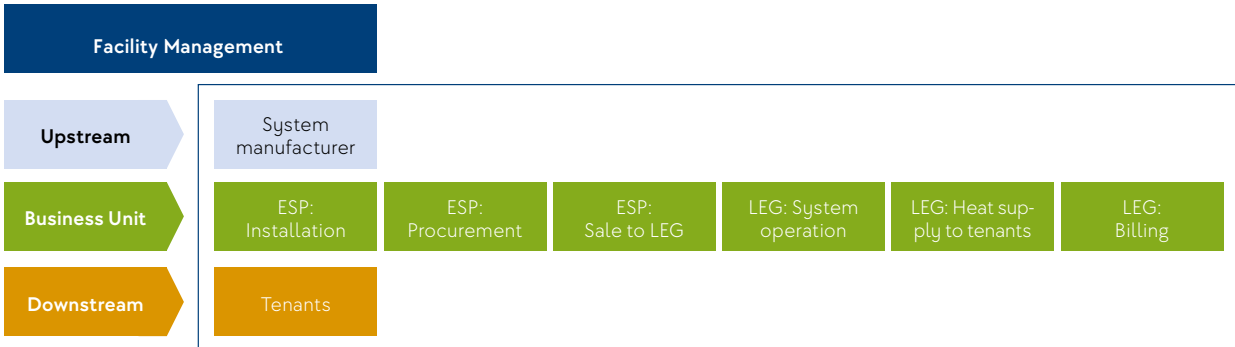 Facility Management
Upstream
System
manufacturer
Business Unit
ESP:
Installation
ESP:
Procurement
ESP:
Sale to LEG
LEG: System
operation
LEG: Heat sup-
ply to tenants
LEG:
Billing
Downstream
Tenants